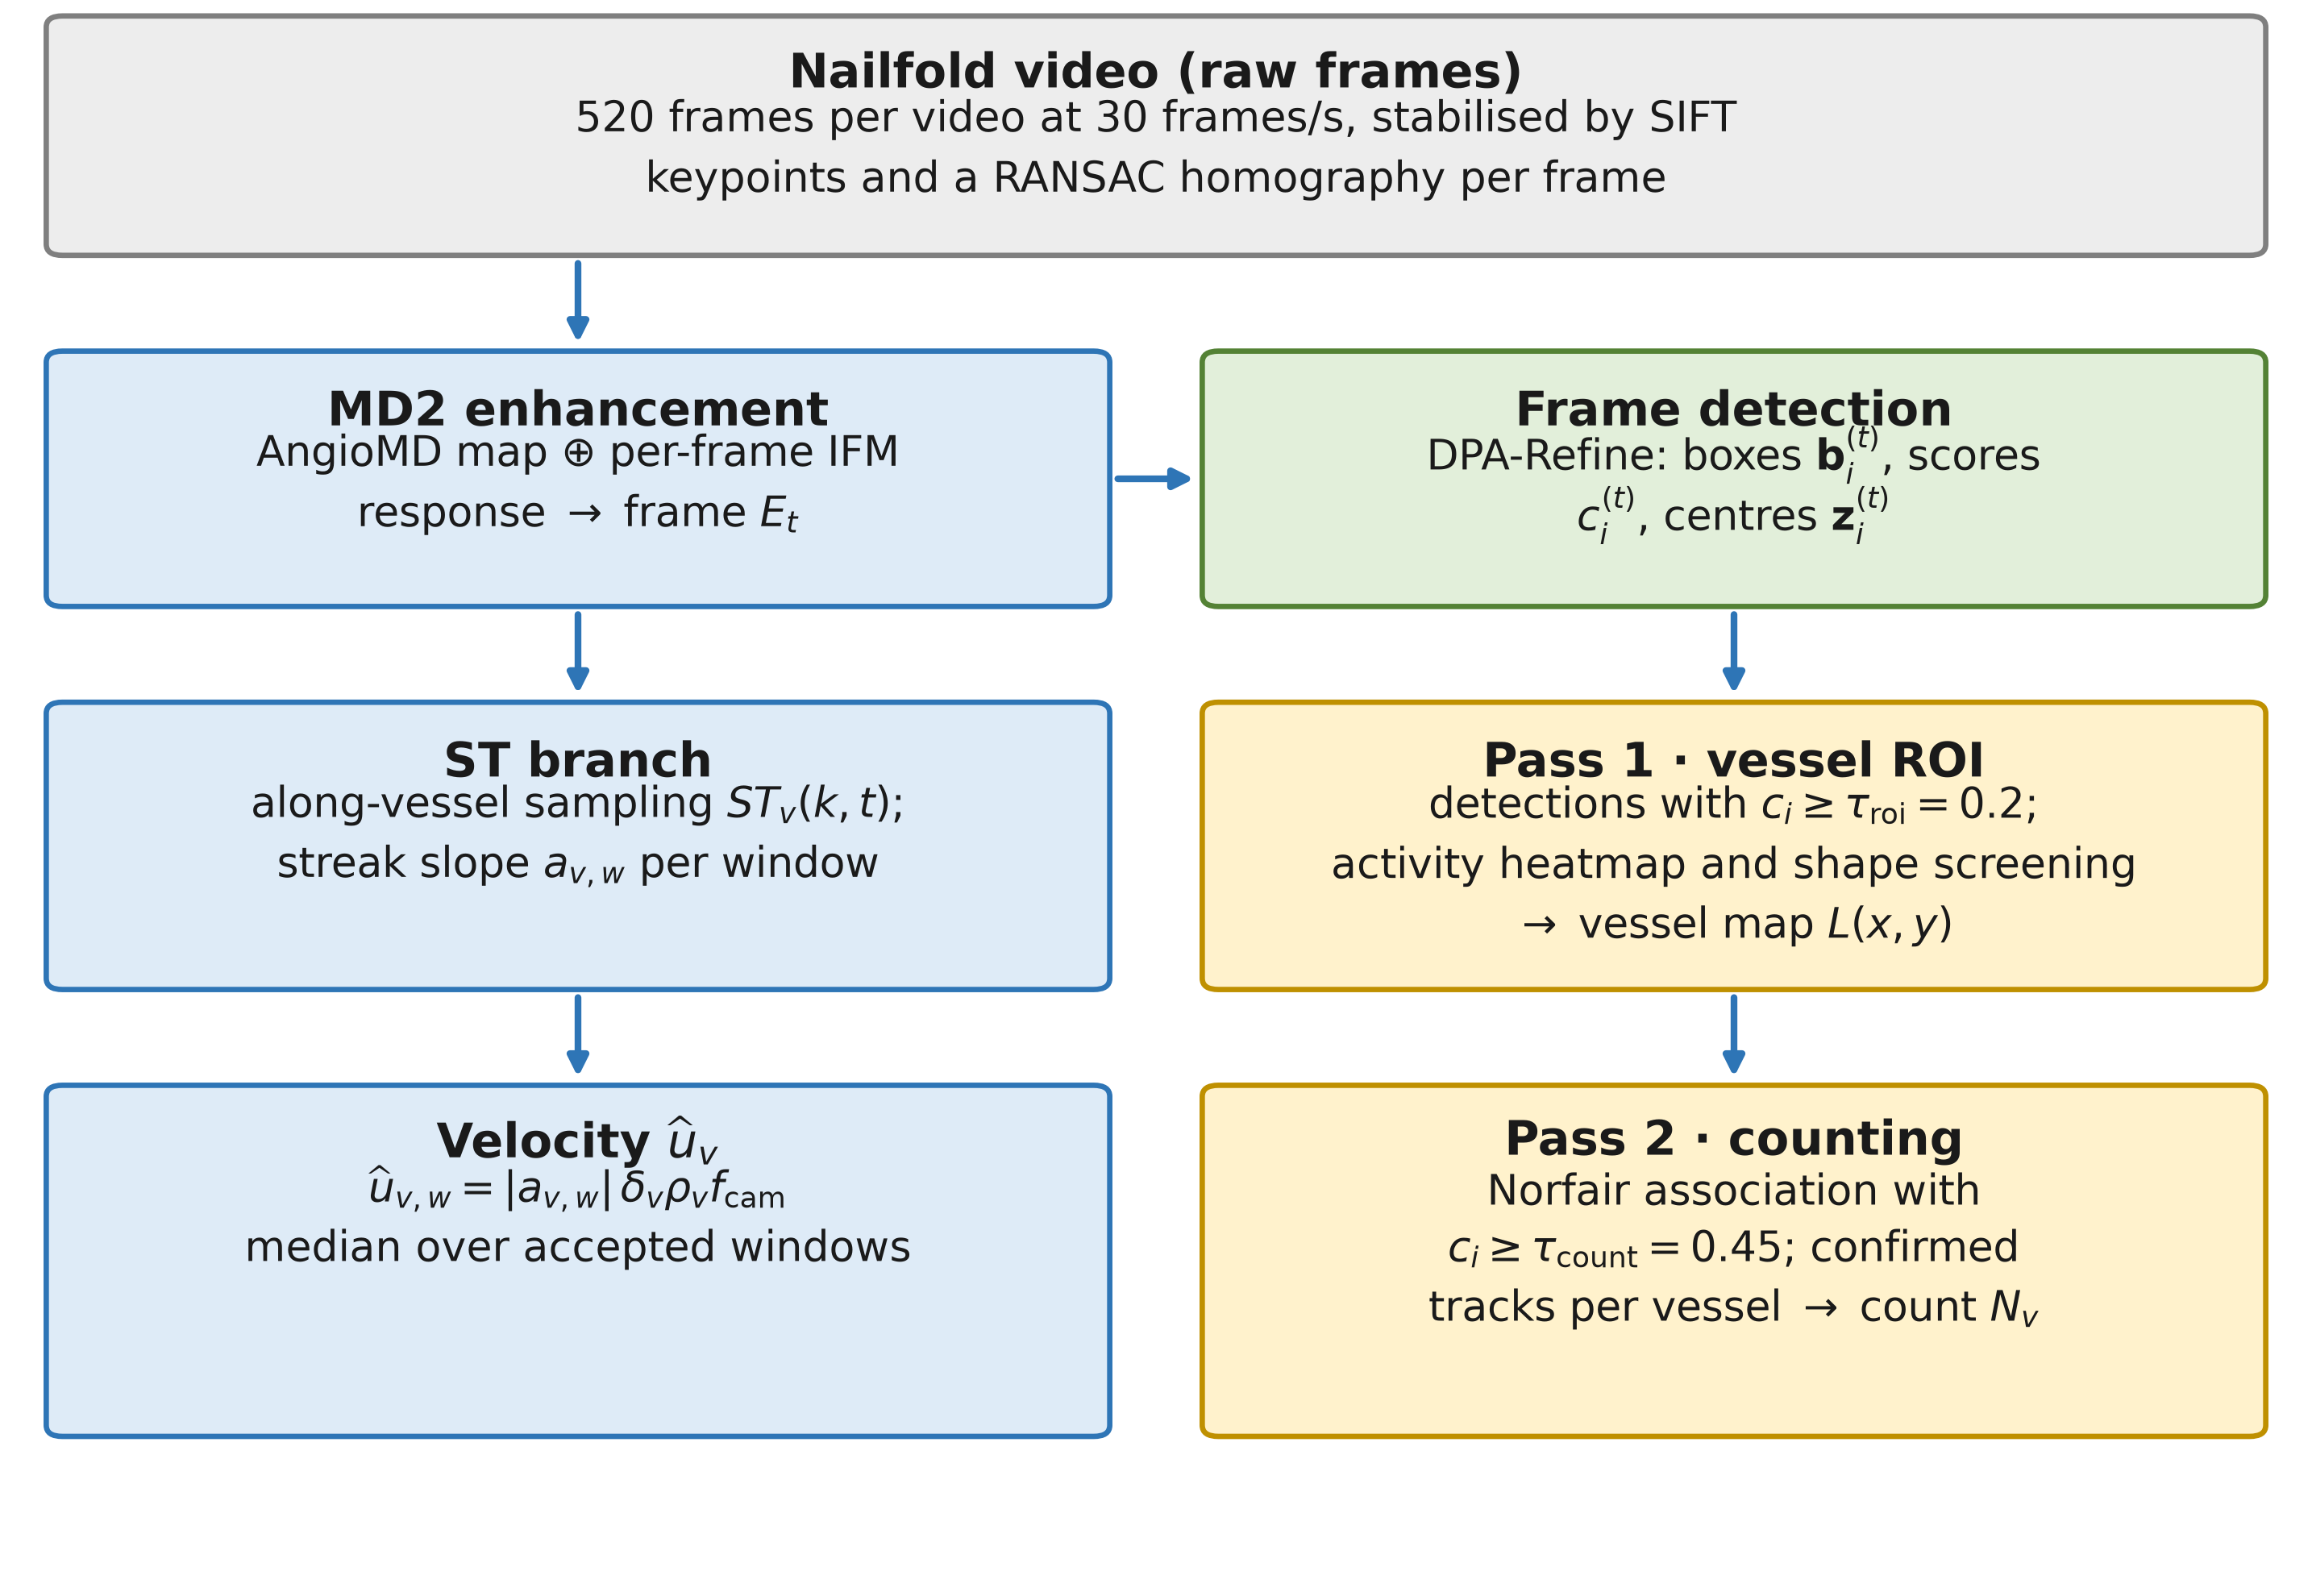 Nailfold video (raw frames)
520 frames per video at 30 frames/s, stabilised by SIFT
keypoints and a RANSAC homography per frame
MD2 enhancement
AngioMD map ⊕ per-frame IFM
response → frame E_t
Frame detection
DPA-Refine: boxes b_i^(t), scores
c_i^(t), centres z_i^(t)
ST branch
along-vessel sampling ST_v(k, t);
streak slope a_{v, w} per window
Pass 1 · vessel ROI
detections with c_i ≥ τ_roi = 0.2;
activity heatmap and shape screening
→ vessel map L(x, y)
Velocity û_v
û_{v, w} = |a_{v, w}| δ_v ρ_v f_cam
median over accepted windows
Pass 2 · counting
Norfair association with
c_i ≥ τ_count = 0.45; confirmed
tracks per vessel → count N_v